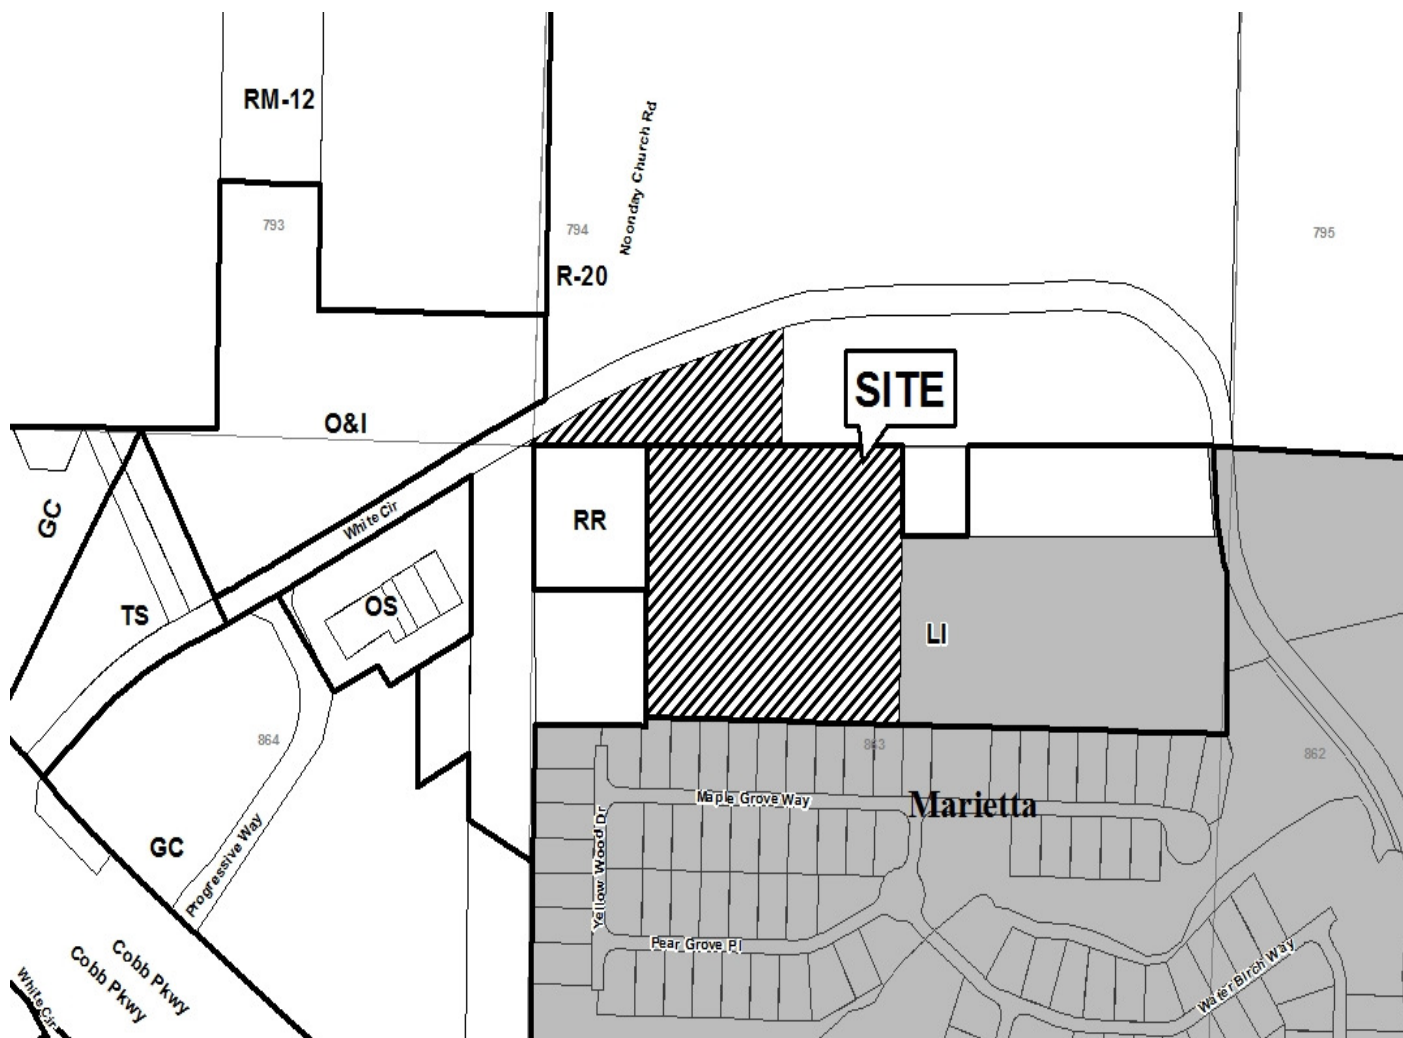 RM-12
Noonday Church Rd
793
794
795
R-20
SITE
O&I
GC
White Cir
RR
TS
OS
LI
864
863
862
Maple Grove Way
Marietta
Yellow Wood Dr
GC
Progressive Way
Pear Grove Pl
Cobb Pkwy
Cobb Pkwy
White Cir
Water Birch Way